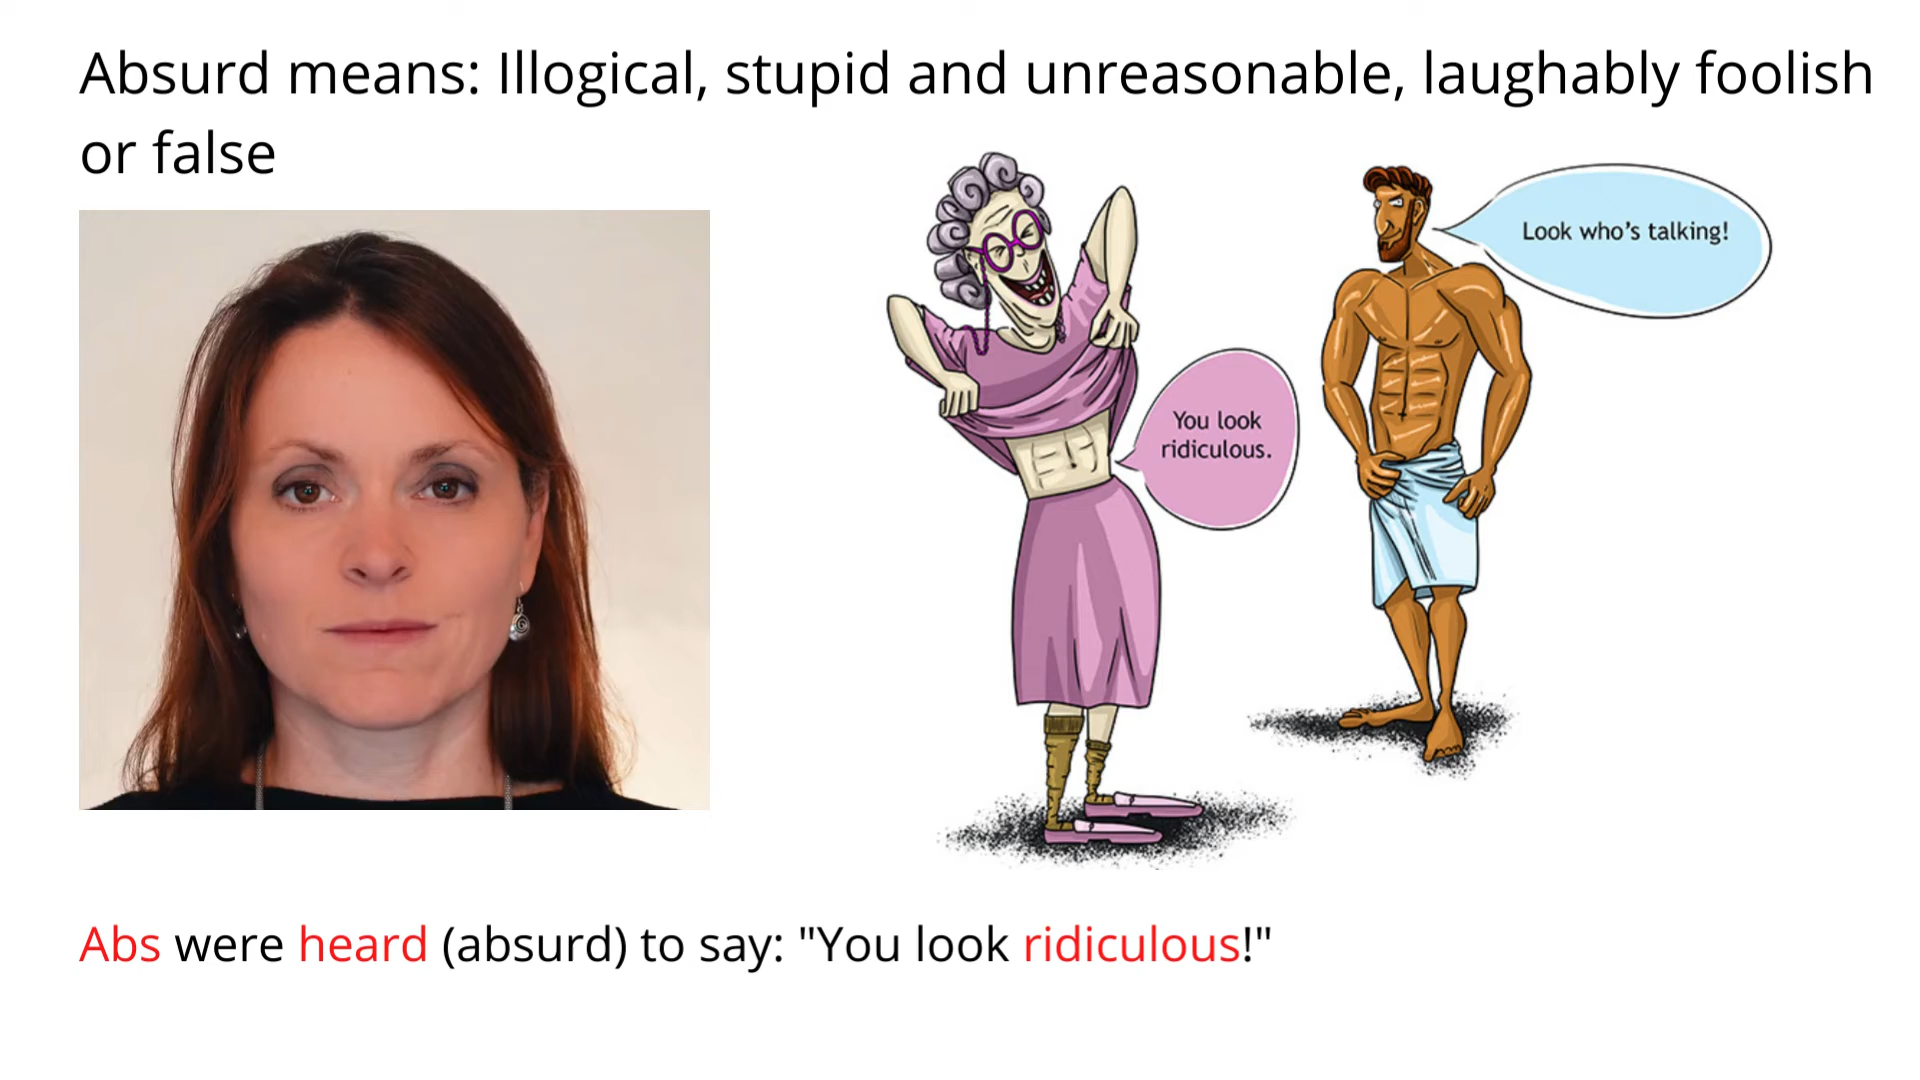 Absurd means: Illogical, stupid and unreasonable, laughably foolish
or false
Look who's talking!
You look
ridiculous.
Abs were heard (absurd) to say: "You look ridiculous!"